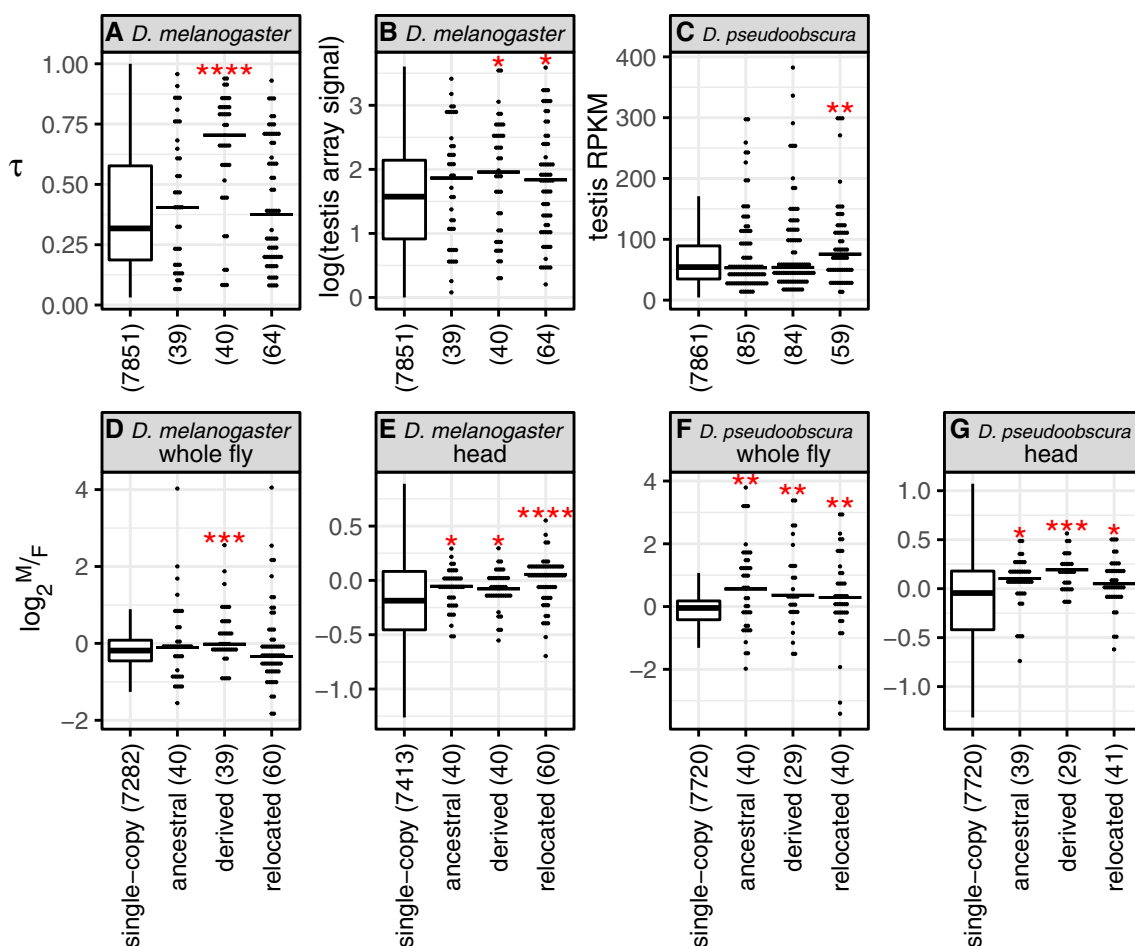 A D. melanogaster
B D. melanogaster
C D. pseudoobscura
τ
1.00
0.75
0.50
0.25
0.00
****
(7851)
(39)
(40)
(64)
log(testis array signal)
3
2
1
0
*
*
(7851)
(39)
(40)
(64)
testis RPKM
400
300
200
100
0
**
(7861)
(85)
(84)
(59)
D D. melanogaster
whole fly
E D. melanogaster
head
F D. pseudoobscura
whole fly
G D. pseudoobscura
head
log2 M/F
4
2
0
−2
***
single−copy (7282)
ancestral (40)
derived (39)
relocated (60)
0.5
0.0
−0.5
−1.0
*
*
****
single−copy (7413)
ancestral (40)
derived (40)
relocated (60)
4
2
0
−2
**
**
**
single−copy (7720)
ancestral (40)
derived (29)
relocated (40)
1.0
0.5
0.0
−0.5
−1.0
*
***
*
single−copy (7720)
ancestral (39)
derived (29)
relocated (41)